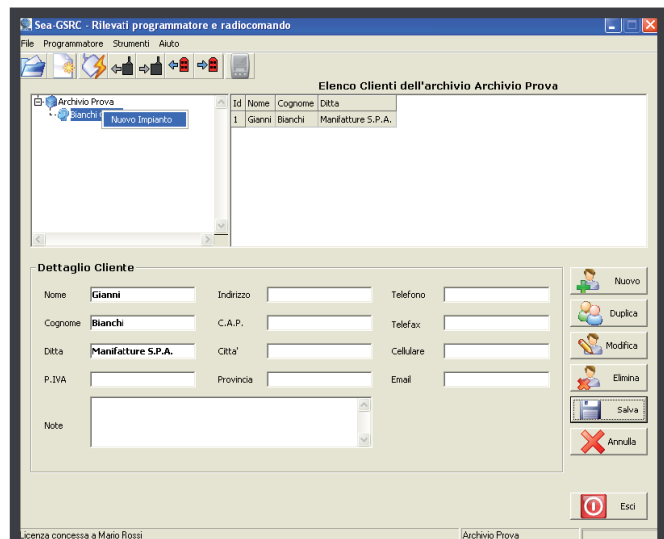 Sea-GSRC - Rilevati programmatore e radiocomando
File Programmatore Strumenti Aiuto
Elenco Clienti dell'archivio Archivio Prova
Archivio Prova
Bianchi
Nuovo Impianto
Id Nome Cognome Ditta
1 Gianni Bianchi Manifatture S.P.A.
Dettaglio Cliente
Nome Gianni Indirizzo Telefono
Cognome Bianchi C.A.P. Telefax
Ditta Manifatture S.P.A. Citta' Cellulare
P.IVA Provincia Email
Note
Nuovo
Duplica
Modifica
Elimina
Salva
Annulla
Esci
Licenza concessa a Mario Rossi Archivio Prova